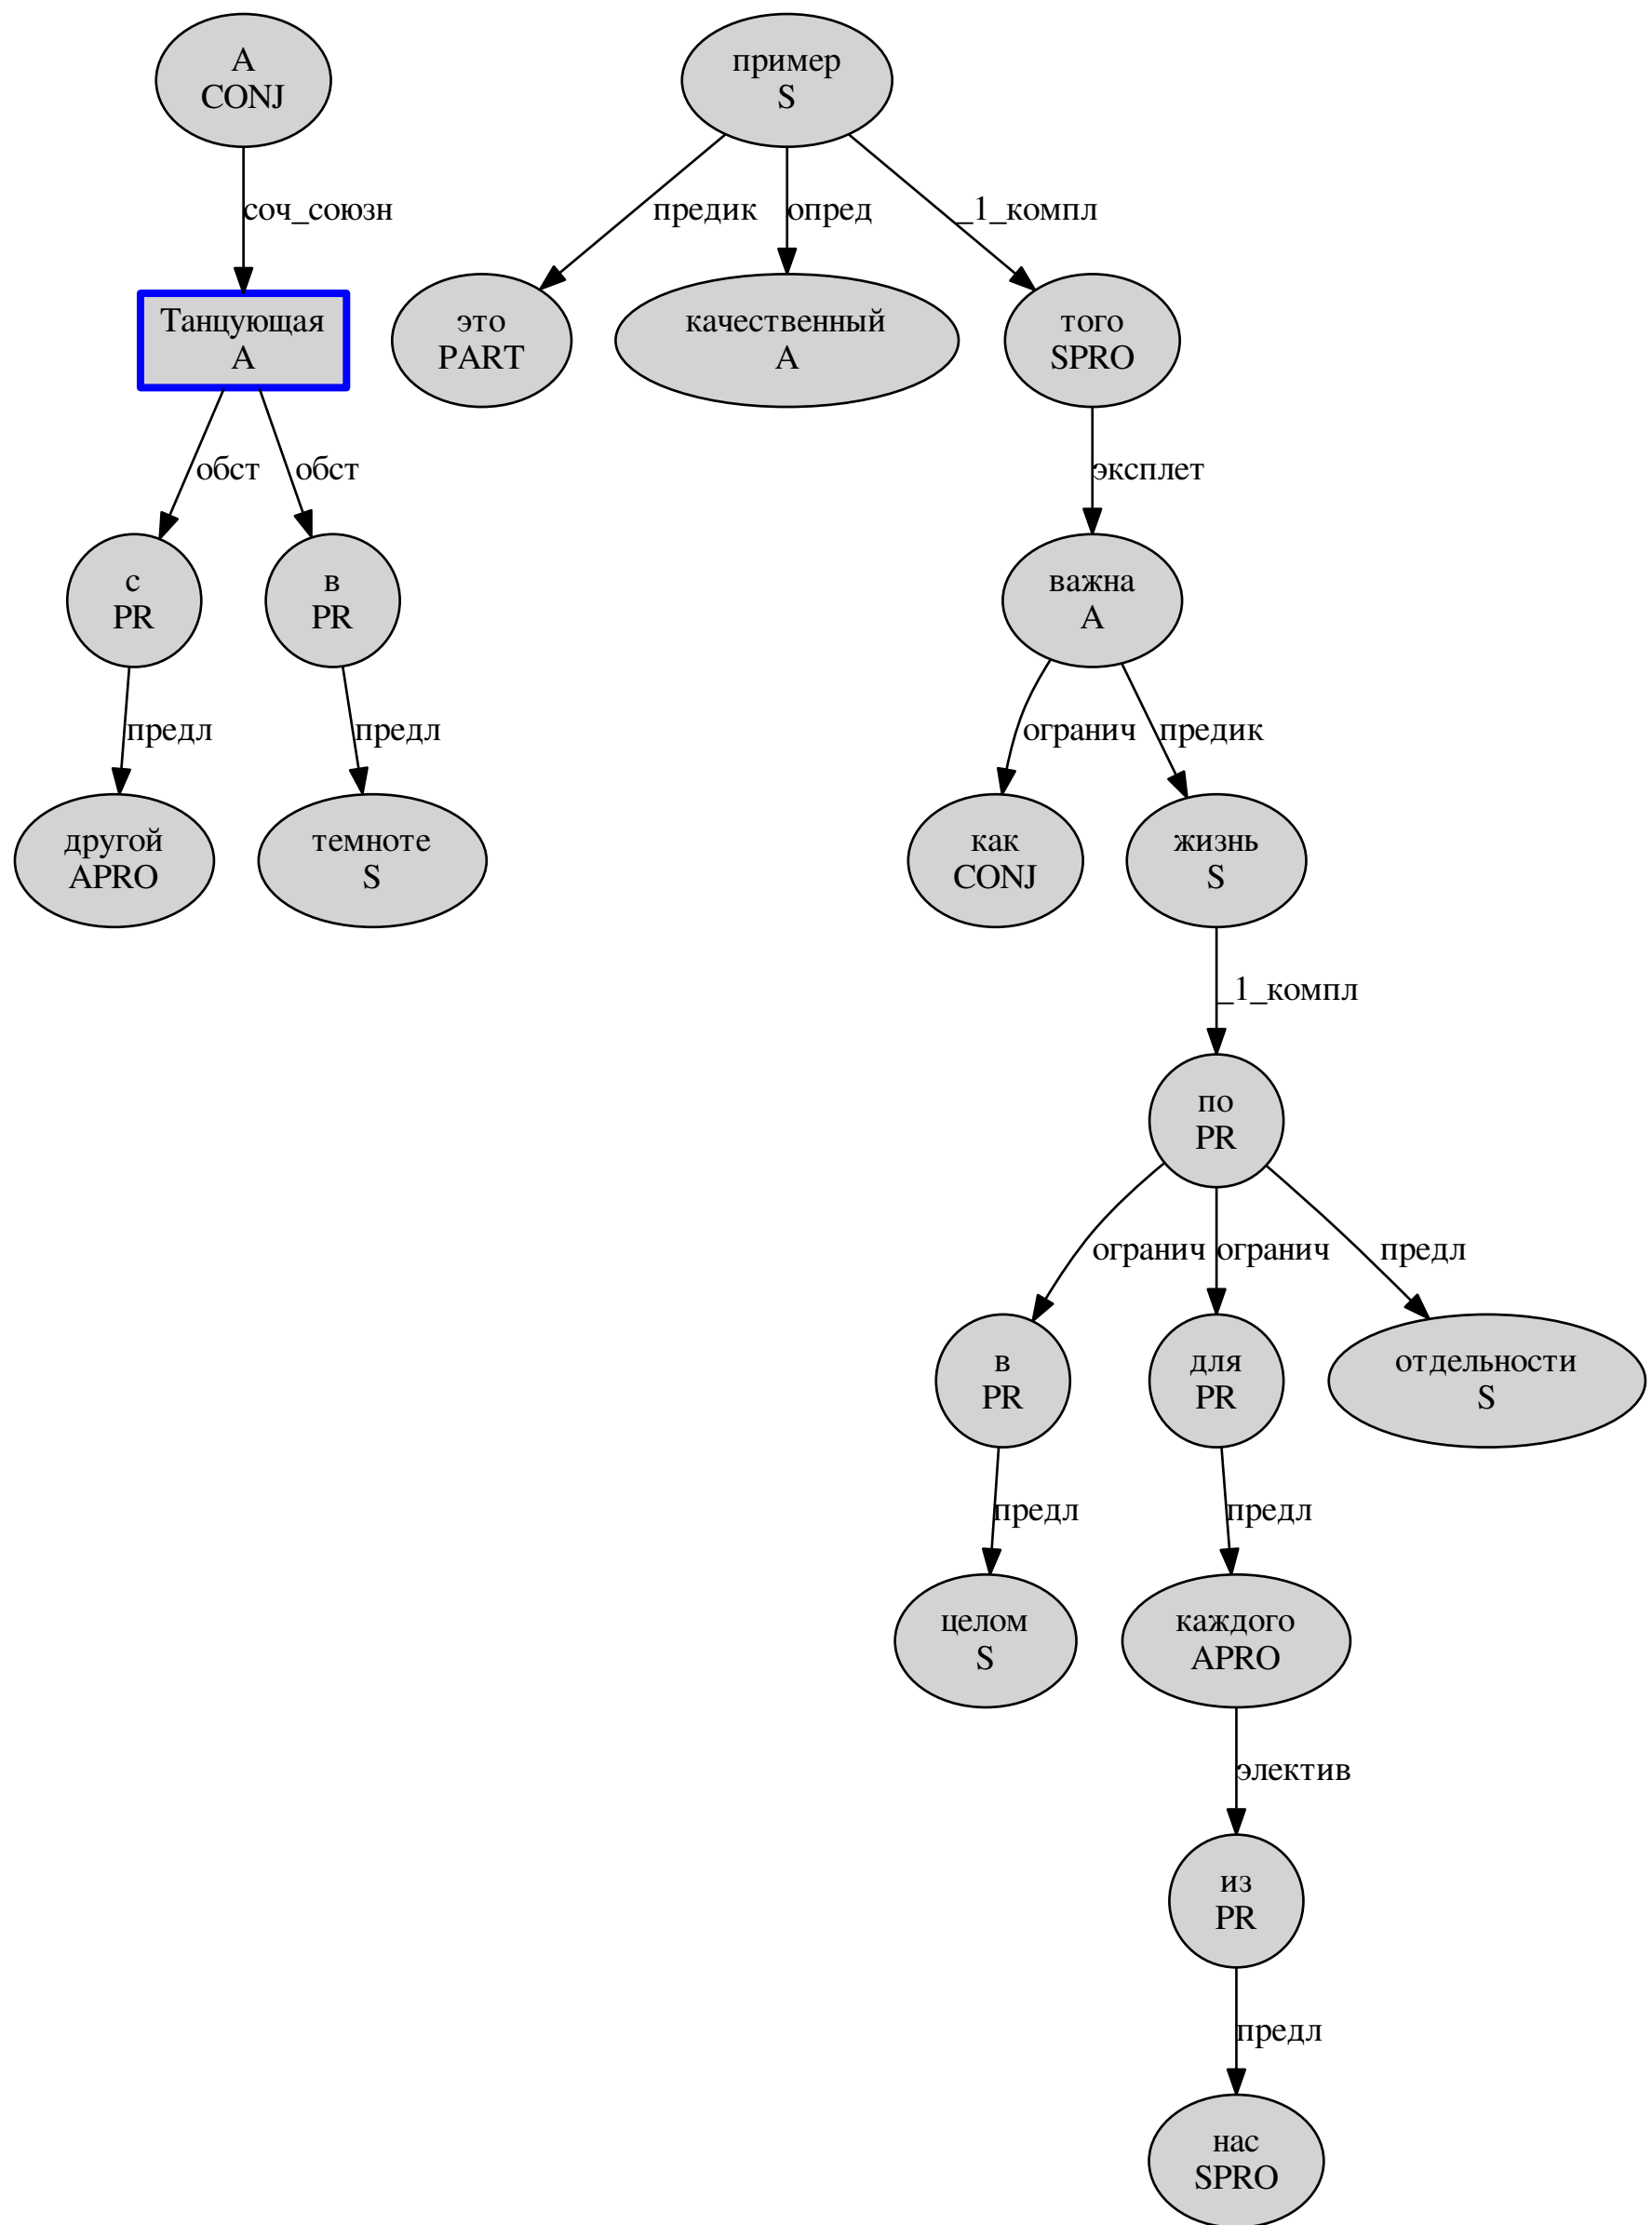 А
CONJ
пример
S
соч_союзн
предик
опред
_1_компл
Танцующая
A
это
PART
качественный
A
того
SPRO
обст
обст
эксплет
с
PR
в
PR
важна
A
предл
предл
огранич
предик
другой
APRO
темноте
S
как
CONJ
жизнь
S
_1_компл
по
PR
огранич
огранич
предл
в
PR
для
PR
отдельности
S
предл
предл
целом
S
каждого
APRO
электив
из
PR
предл
нас
SPRO